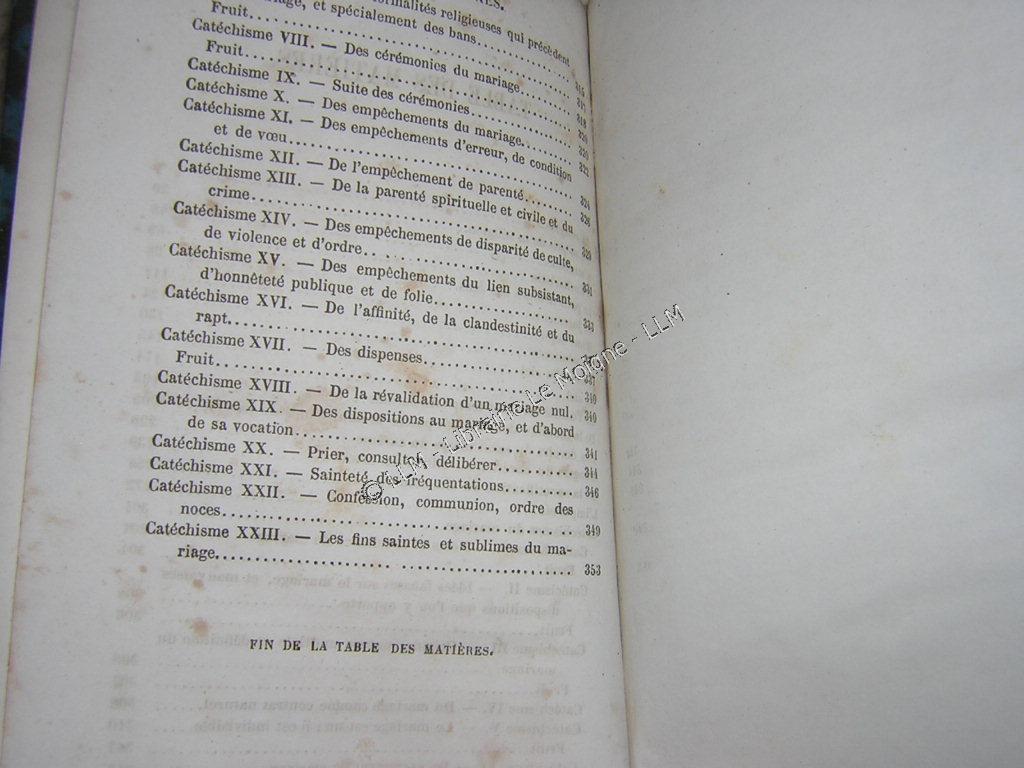 formalités religieuses qui précèdent
et spécialement des bans
Fruit
Catéchisme VIII. — Des cérémonies du mariage
Fruit
Catéchisme IX. — Suite des cérémonies
Catéchisme X. — Des empêchements du mariage
Catéchisme XI. — Des empêchements d'erreur, de condition
et de vœu
Catéchisme XII. — De l'empêchement de parenté
Catéchisme XIII. — De la parenté spirituelle et civile et du
crime
Catéchisme XIV. — Des empêchements de disparité de culte,
de violence et d'ordre
Catéchisme XV. — Des empêchements du lien subsistant,
d'honnêteté publique et de folie
Catéchisme XVI. — De l'affinité, de la clandestinité et du
rapt
Catéchisme XVII. — Des dispenses
Fruit
Catéchisme XVIII. — De la révalidation d'un mariage nul. 340
Catéchisme XIX. — Des dispositions au mariage, et d'abord
de sa vocation 341
Catéchisme XX. — Prier, consulter, délibérer 344
Catéchisme XXI. — Sainteté des fréquentations 346
Catéchisme XXII. — Confession, communion, ordre des
noces 349
Catéchisme XXIII. — Les fins saintes et sublimes du ma-
riage 353
FIN DE LA TABLE DES MATIÈRES.
© LLM - Librairie Le Moigne - LLM